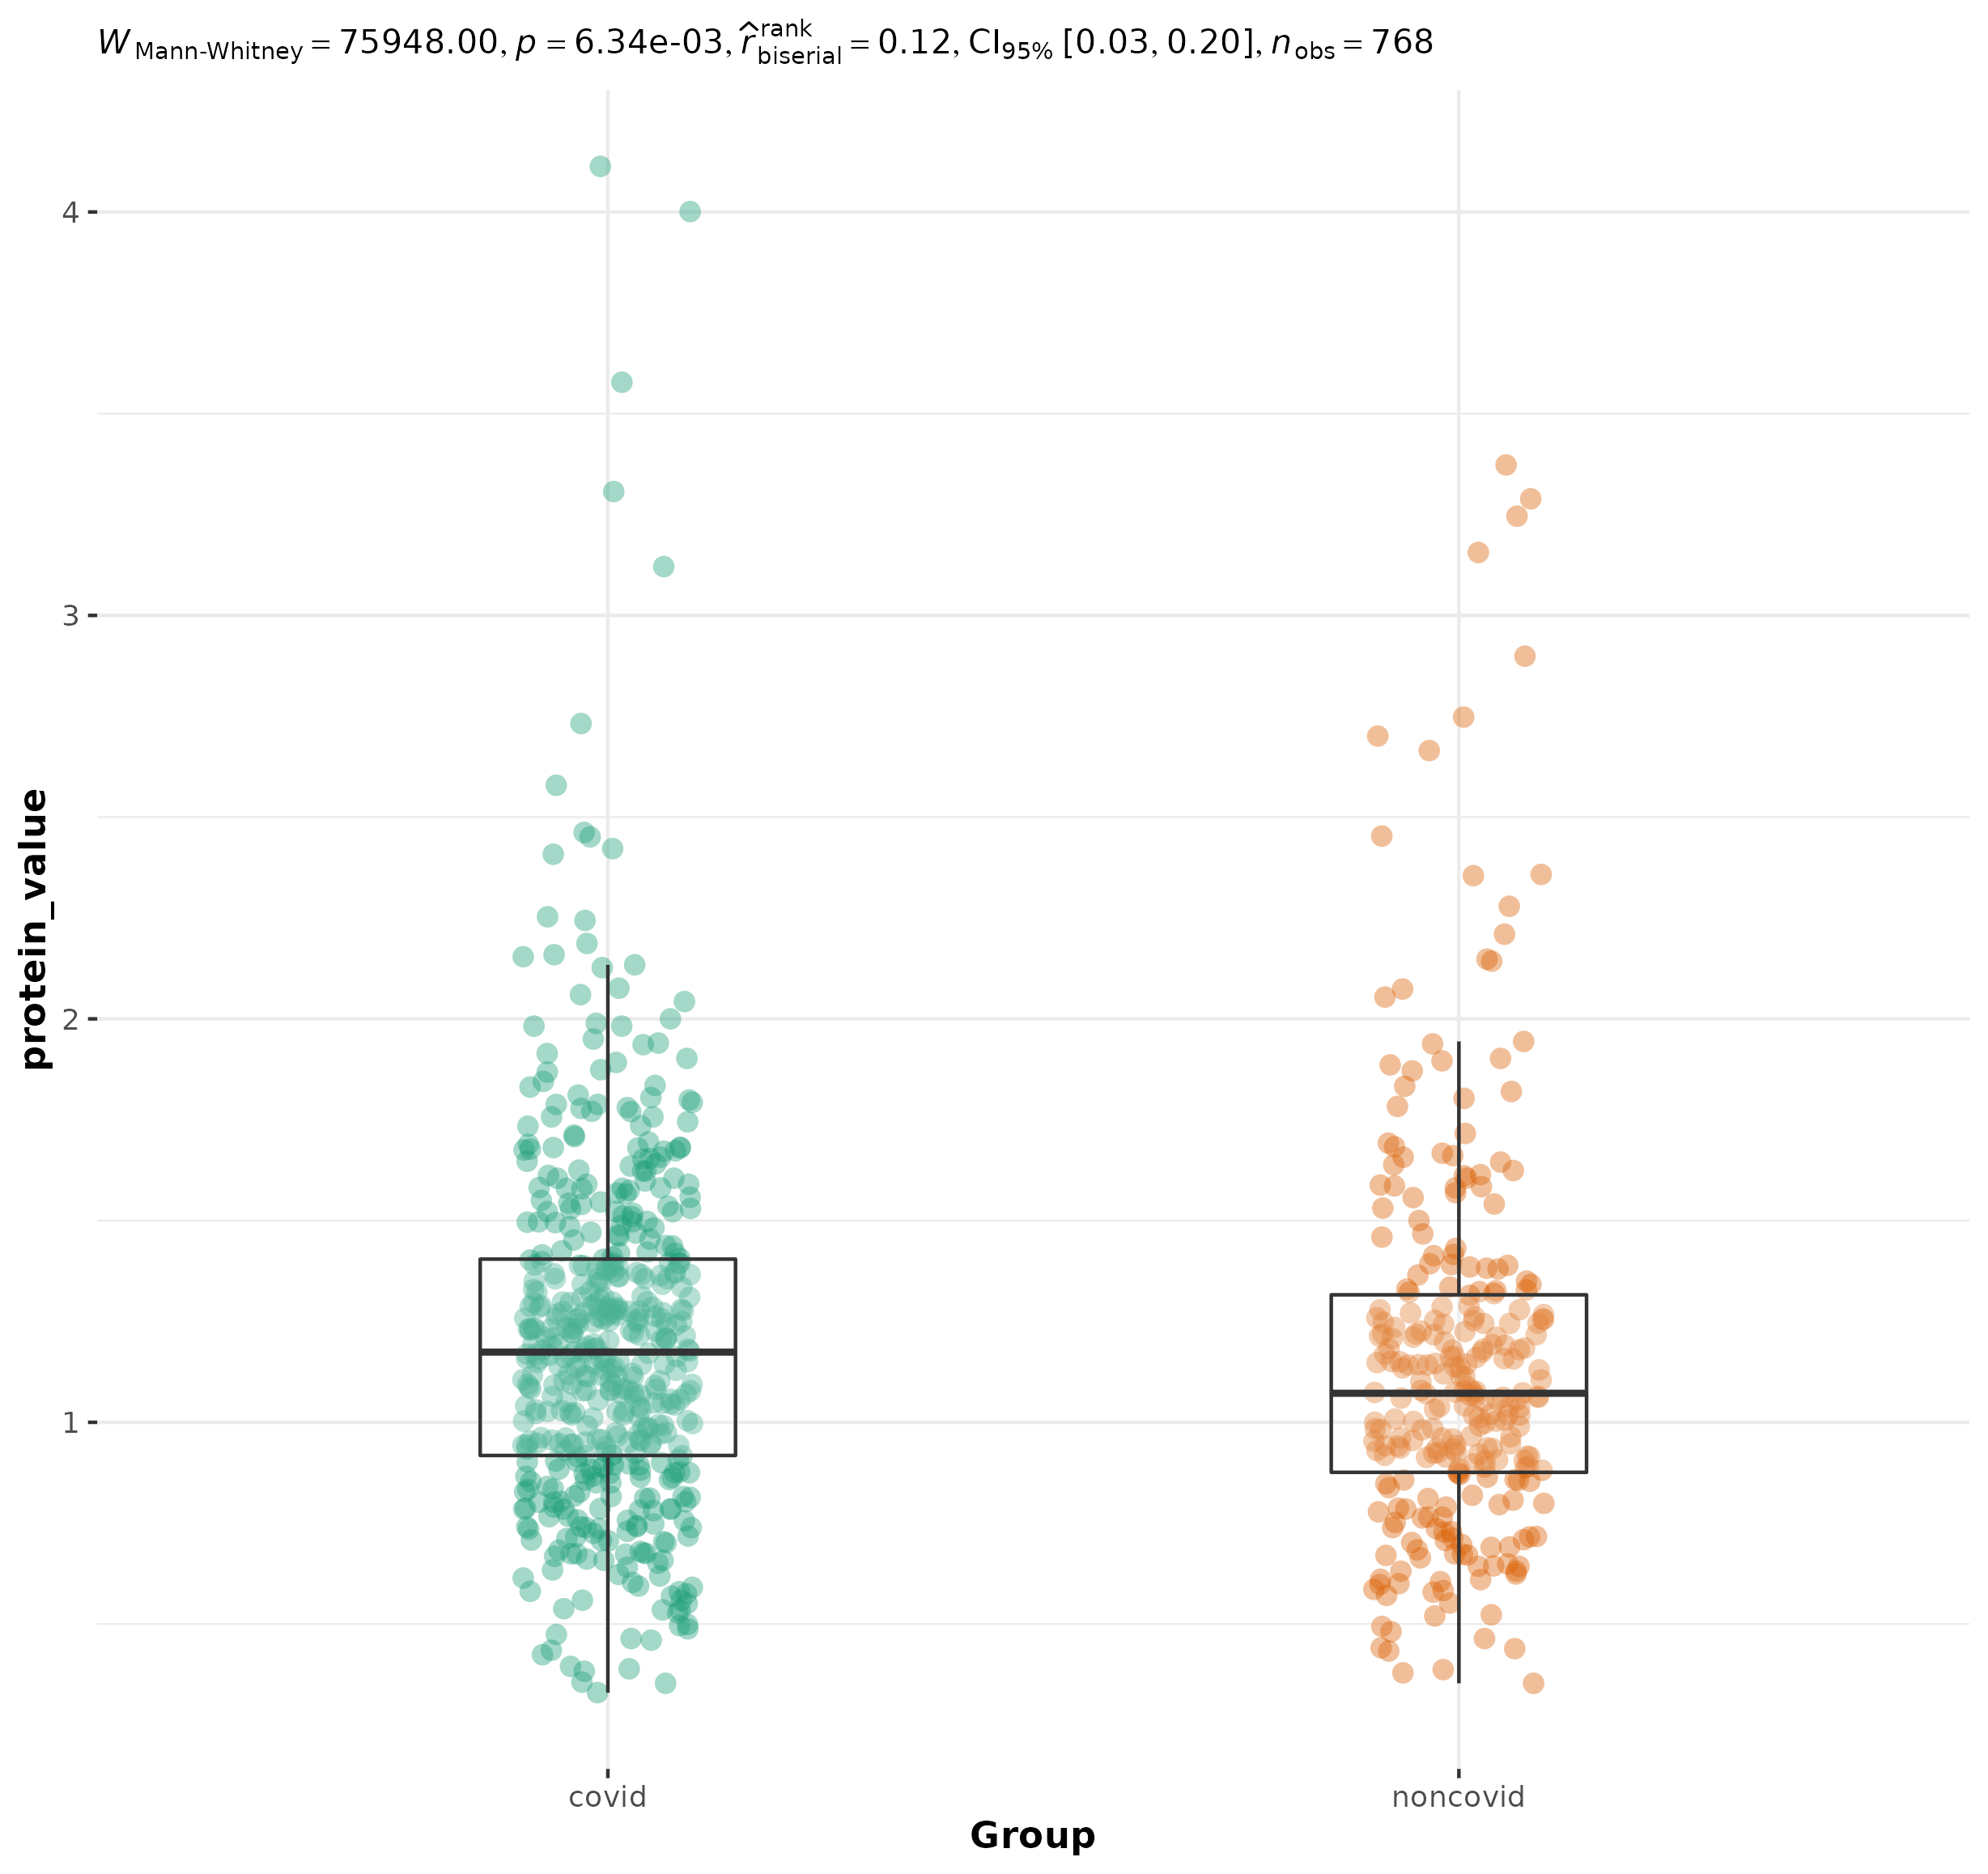 W Mann-Whitney = 75948.00, p = 6.34e-03, r̂ rank biserial = 0.12, CI95% [0.03, 0.20], n obs = 768
4
3
2
1
protein_value
covid noncovid
Group